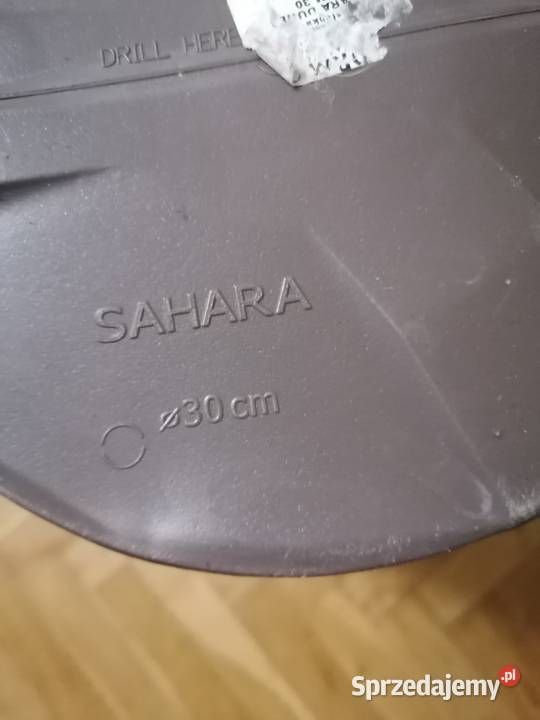 DRILL HERE
SAHARA
⌀30 cm
Sprzedajemy.pl